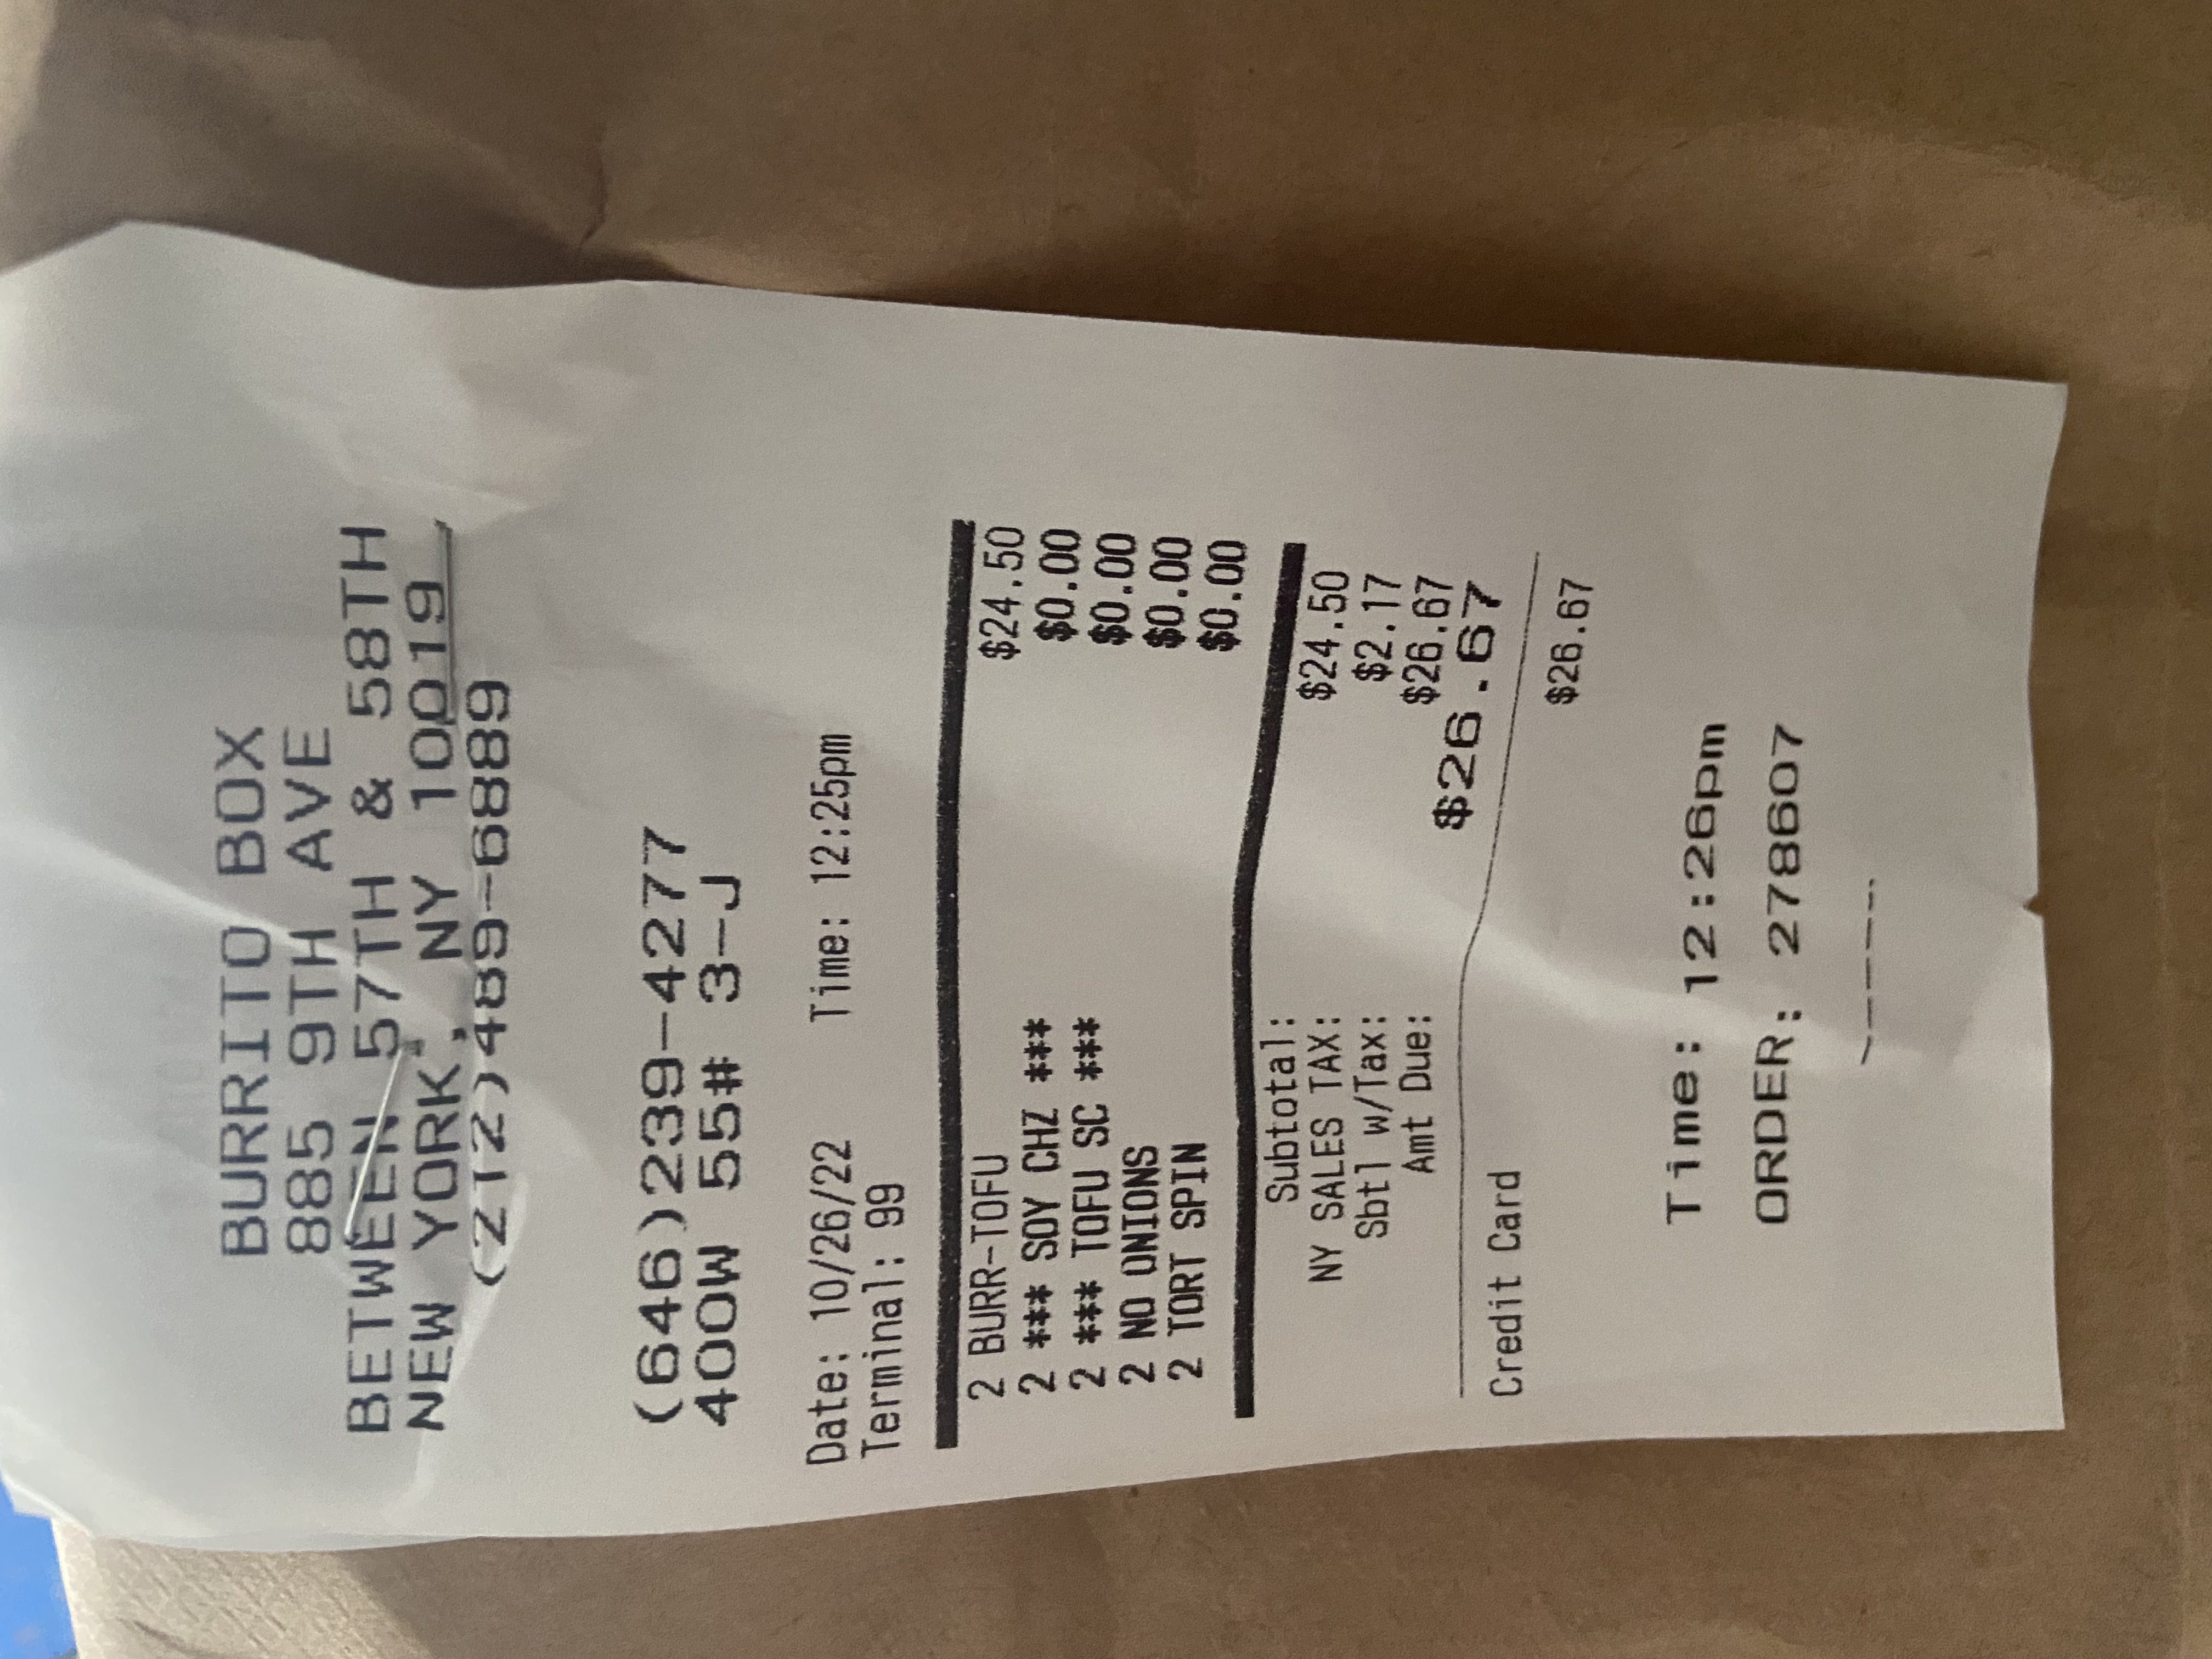 BURRITO BOX
885 9TH AVE
BETWEEN 57TH & 58TH
NEW YORK, NY 10019
(212)489-6889
(646)239-4277
400W 55# 3-J
Date: 10/26/22 Time: 12:25pm
Terminal: 99
2 BURR-TOFU $24.50
2 *** SOY CHZ *** $0.00
2 *** TOFU SC *** $0.00
2 NO ONIONS $0.00
2 TORT SPIN $0.00
Subtotal: $24.50
NY SALES TAX: $2.17
Sbtl w/Tax: $26.67
Amt Due: $26.67
Credit Card $26.67
Time: 12:26pm
ORDER: 278607
------